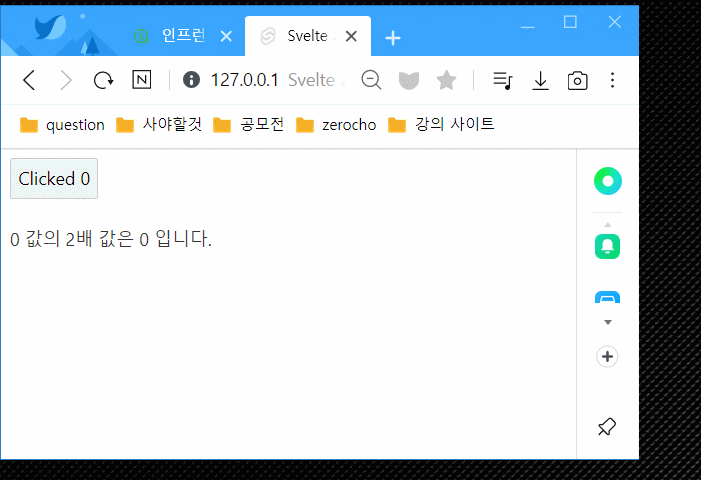 인프런
Svelte
N
127.0.0.1 Svelte
question
사야할것
공모전
zerocho
강의 사이트
Clicked 0
0 값의 2배 값은 0 입니다.